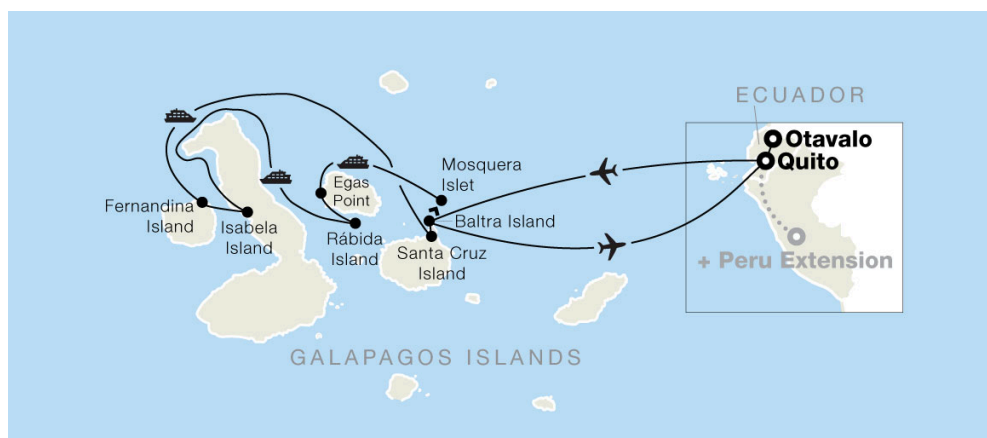 ECUADOR
Otavalo
Quito
Mosquera
Islet
Egas
Point
Fernandina
Island
Isabela
Island
Rábida
Island
Baltra Island
Santa Cruz
Island
+ Peru Extension
GALAPAGOS ISLANDS